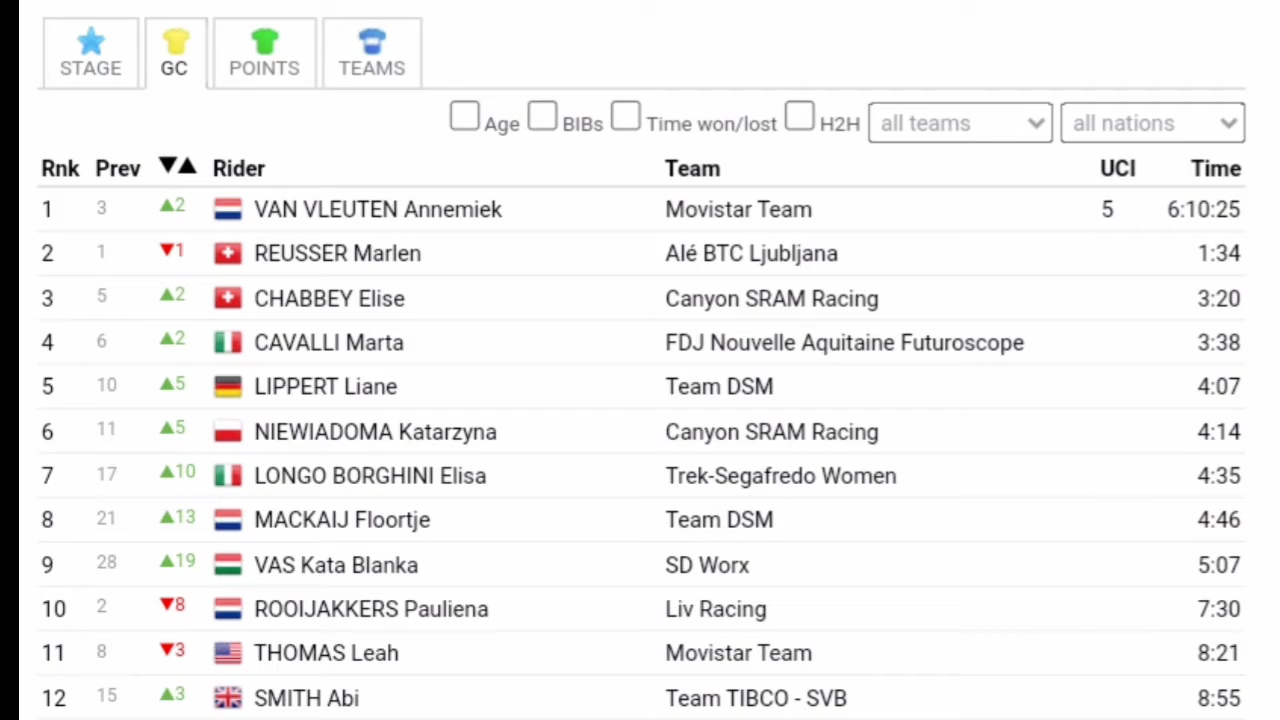 STAGE GC POINTS TEAMS
Age BIBs Time won/lost H2H all teams all nations
Rnk Prev ▼▲ Rider Team UCI Time
1 3 ▲2 VAN VLEUTEN Annemiek Movistar Team 5 6:10:25
2 1 ▼1 REUSSER Marlen Alé BTC Ljubljana 1:34
3 5 ▲2 CHABBEY Elise Canyon SRAM Racing 3:20
4 6 ▲2 CAVALLI Marta FDJ Nouvelle Aquitaine Futuroscope 3:38
5 10 ▲5 LIPPERT Liane Team DSM 4:07
6 11 ▲5 NIEWIADOMA Katarzyna Canyon SRAM Racing 4:14
7 17 ▲10 LONGO BORGHINI Elisa Trek-Segafredo Women 4:35
8 21 ▲13 MACKAIJ Floortje Team DSM 4:46
9 28 ▲19 VAS Kata Blanka SD Worx 5:07
10 2 ▼8 ROOIJAKKERS Pauliena Liv Racing 7:30
11 8 ▼3 THOMAS Leah Movistar Team 8:21
12 15 ▲3 SMITH Abi Team TIBCO - SVB 8:55